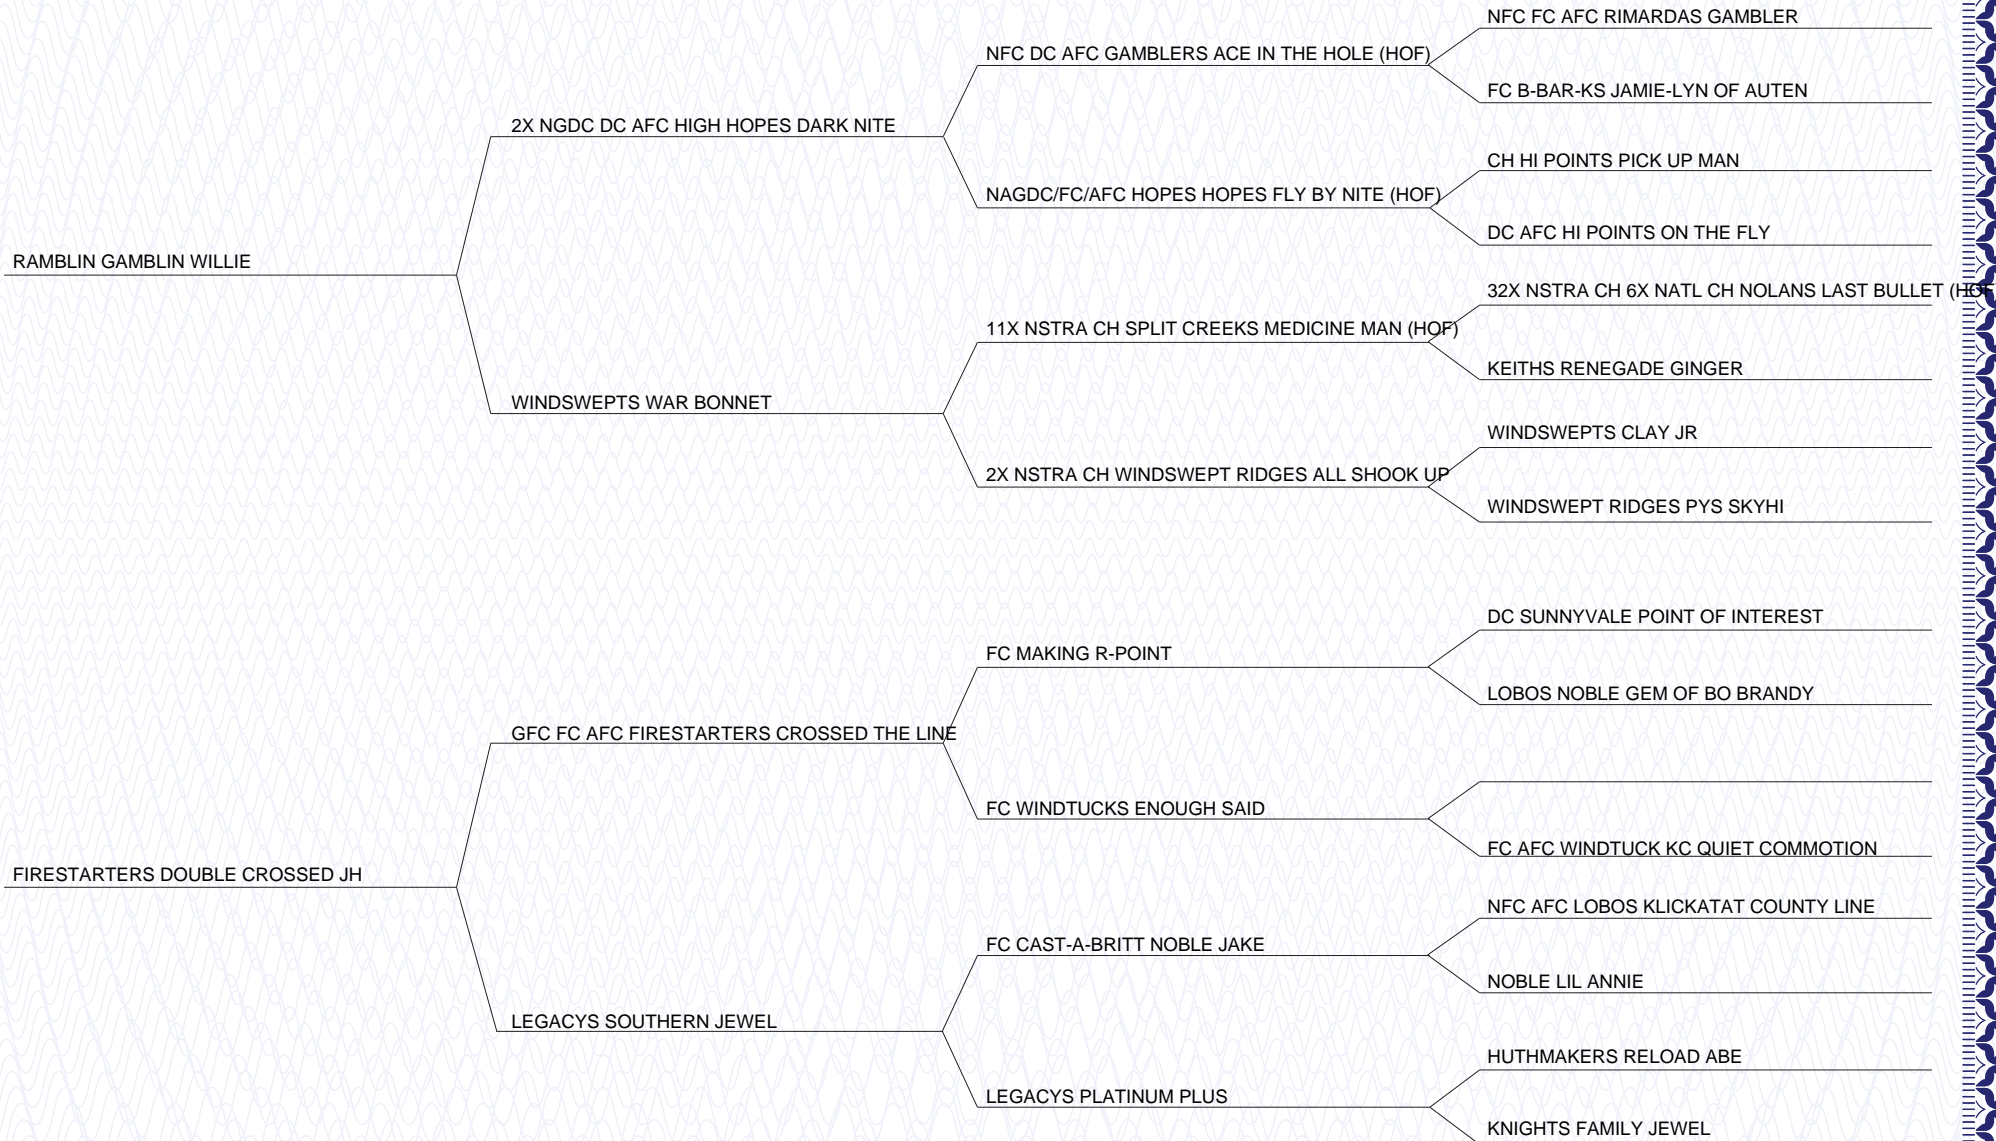 NFC FC AFC RIMARDAS GAMBLER
NFC DC AFC GAMBLERS ACE IN THE HOLE (HOF)
FC B-BAR-KS JAMIE-LYN OF AUTEN
2X NGDC DC AFC HIGH HOPES DARK NITE
CH HI POINTS PICK UP MAN
NAGDC/FC/AFC HOPES HOPES FLY BY NITE (HOF)
DC AFC HI POINTS ON THE FLY
RAMBLIN GAMBLIN WILLIE
32X NSTRA CH 6X NATL CH NOLANS LAST BULLET (HOF
11X NSTRA CH SPLIT CREEKS MEDICINE MAN (HOF)
KEITHS RENEGADE GINGER
WINDSWEPTS WAR BONNET
WINDSWEPTS CLAY JR
2X NSTRA CH WINDSWEPT RIDGES ALL SHOOK UP
WINDSWEPT RIDGES PYS SKYHI
DC SUNNYVALE POINT OF INTEREST
FC MAKING R-POINT
LOBOS NOBLE GEM OF BO BRANDY
GFC FC AFC FIRESTARTERS CROSSED THE LINE
FC WINDTUCKS ENOUGH SAID
FC AFC WINDTUCK KC QUIET COMMOTION
FIRESTARTERS DOUBLE CROSSED JH
NFC AFC LOBOS KLICKATAT COUNTY LINE
FC CAST-A-BRITT NOBLE JAKE
NOBLE LIL ANNIE
LEGACYS SOUTHERN JEWEL
HUTHMAKERS RELOAD ABE
LEGACYS PLATINUM PLUS
KNIGHTS FAMILY JEWEL